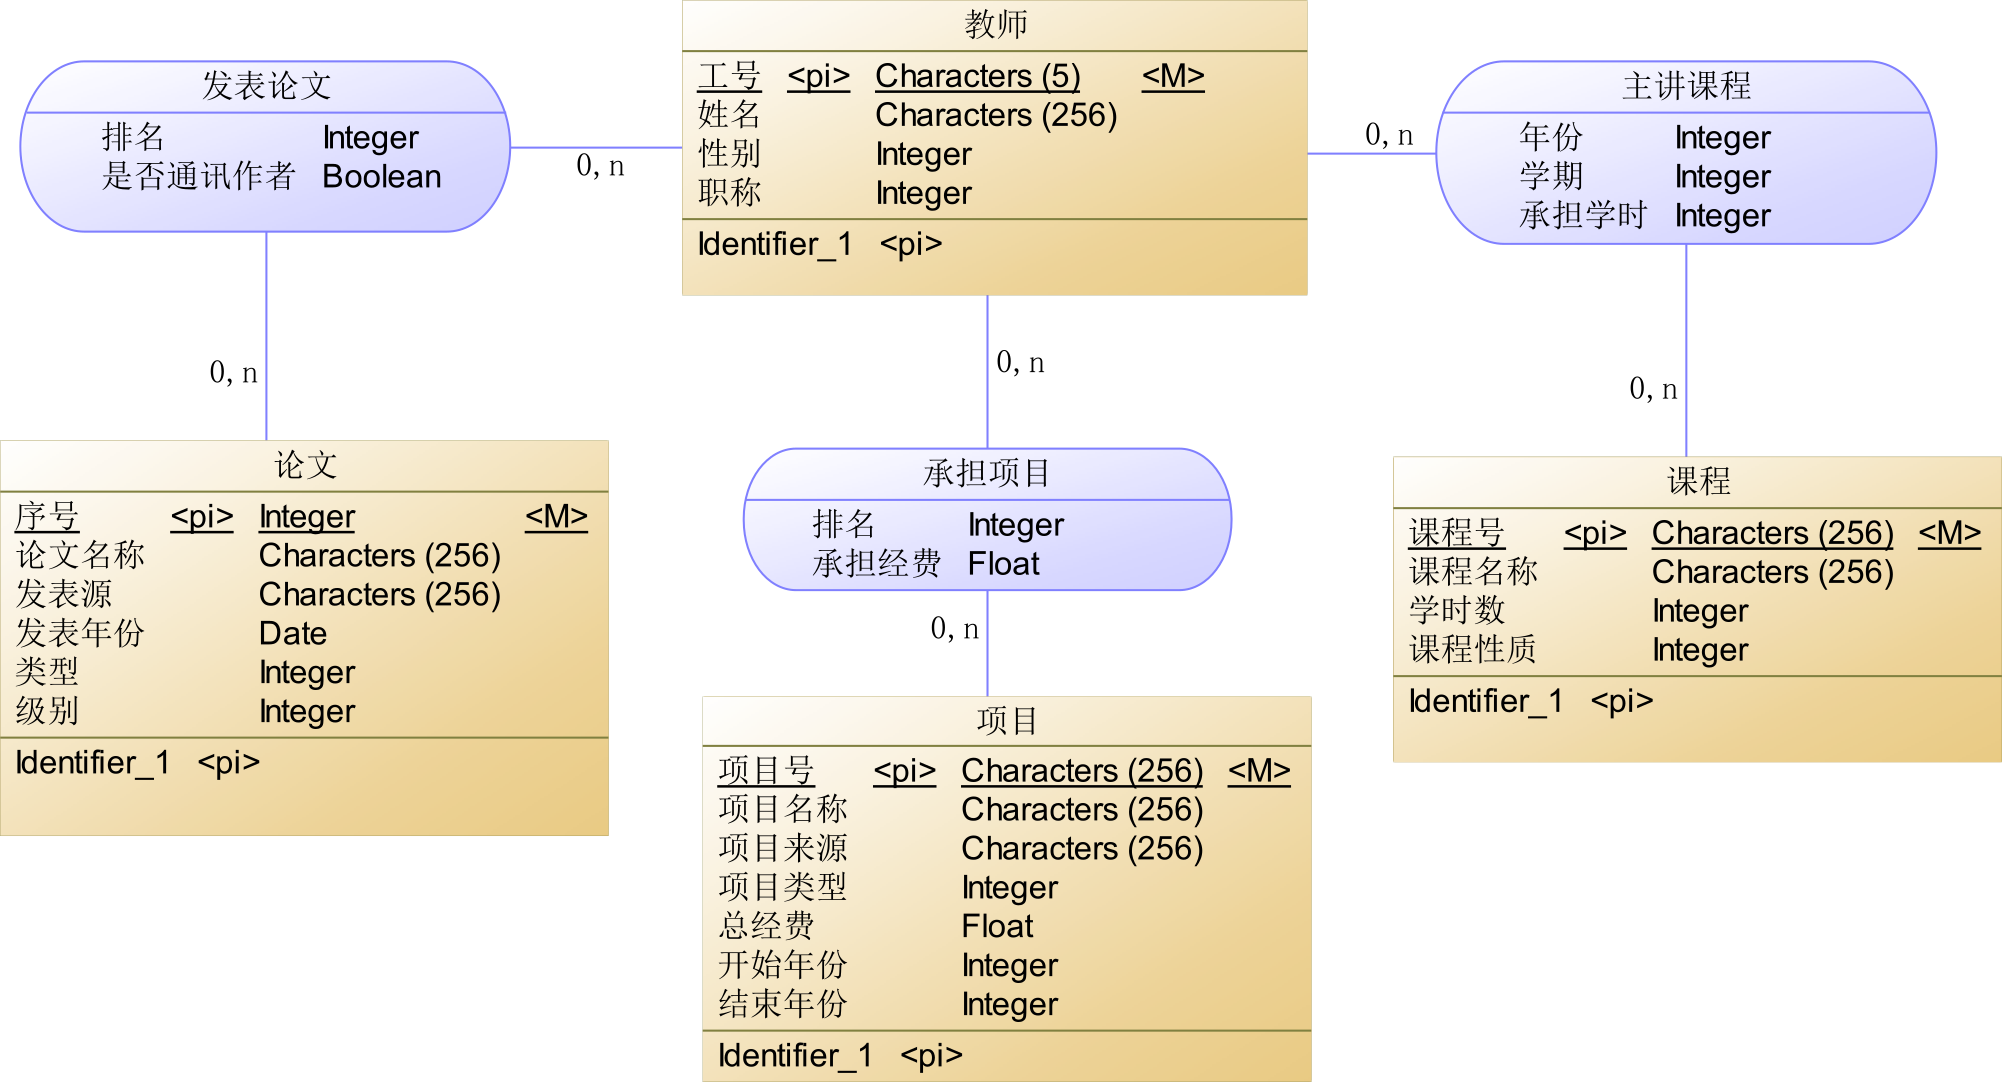 教师
工号 <pi> Characters (5) <M>
姓名 Characters (256)
性别 Integer
职称 Integer
Identifier_1 <pi>
发表论文
排名 Integer
是否通讯作者 Boolean
0,n
0,n
主讲课程
年份 Integer
学期 Integer
承担学时 Integer
0,n
0,n
0,n
承担项目
排名 Integer
承担经费 Float
0,n
论文
序号 <pi> Integer <M>
论文名称 Characters (256)
发表源 Characters (256)
发表年份 Date
类型 Integer
级别 Integer
Identifier_1 <pi>
课程
课程号 <pi> Characters (256) <M>
课程名称 Characters (256)
学时数 Integer
课程性质 Integer
Identifier_1 <pi>
项目
项目号 <pi> Characters (256) <M>
项目名称 Characters (256)
项目来源 Characters (256)
项目类型 Integer
总经费 Float
开始年份 Integer
结束年份 Integer
Identifier_1 <pi>